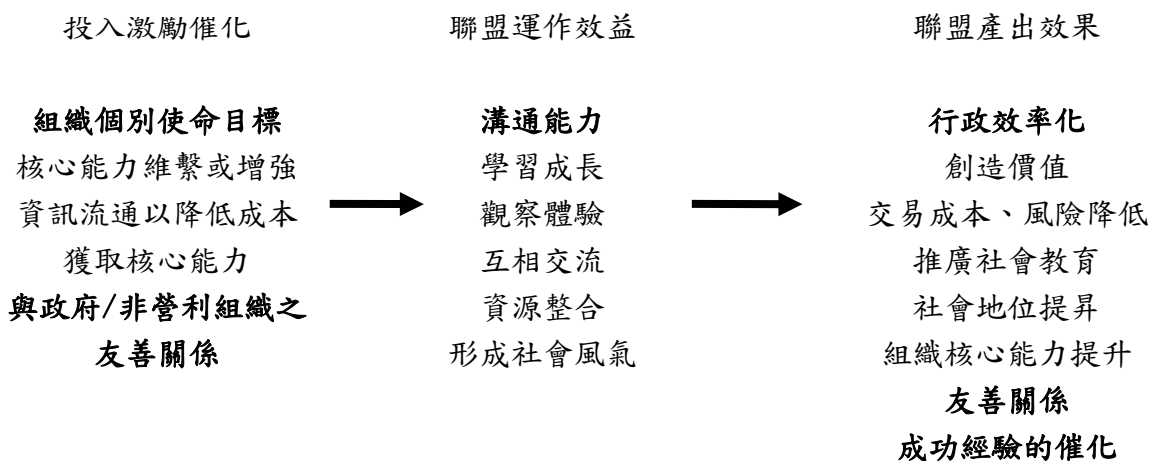 投入激勵催化
組織個別使命目標
核心能力維繫或增強
資訊流通以降低成本
獲取核心能力
與政府/非營利組織之
友善關係
聯盟運作效益
溝通能力
學習成長
觀察體驗
互相交流
資源整合
形成社會風氣
聯盟產出效果
行政效率化
創造價值
交易成本、風險降低
推廣社會教育
社會地位提昇
組織核心能力提升
友善關係
成功經驗的催化